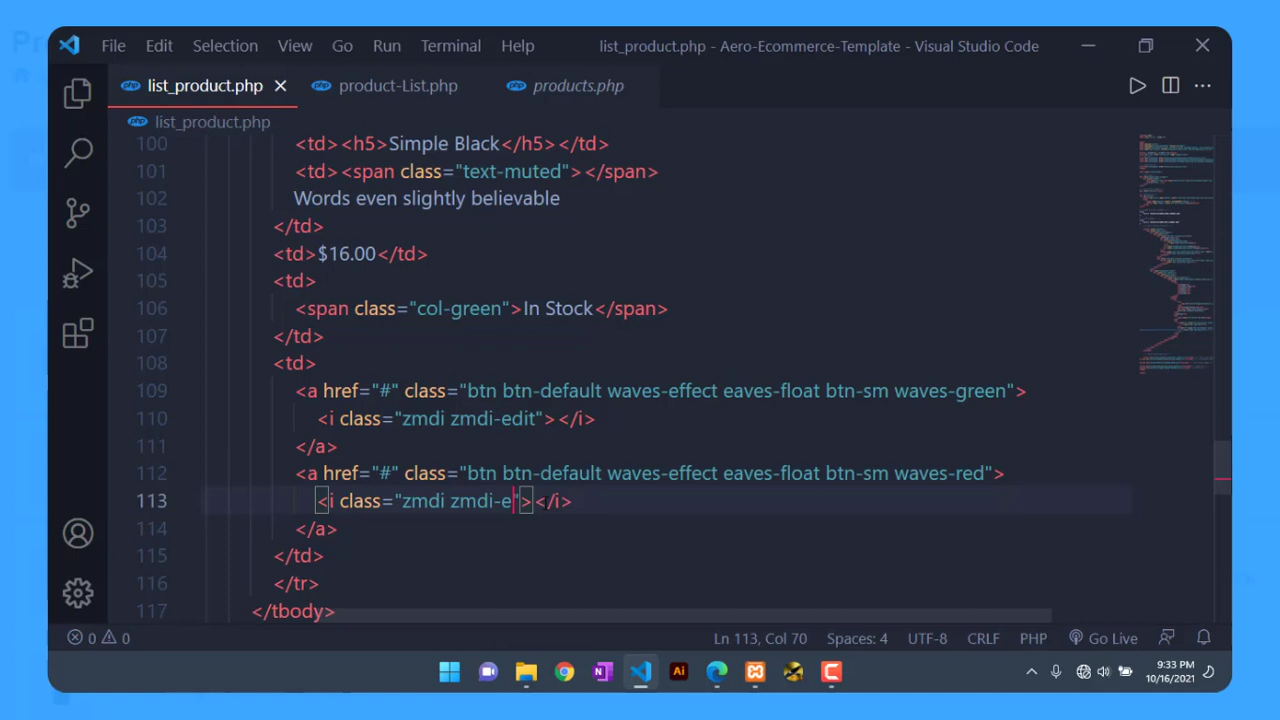 File Edit Selection View Go Run Terminal Help list_product.php - Aero-Ecommerce-Template - Visual Studio Code
list_product.php product-List.php products.php
list_product.php
100 <td><h5>Simple Black</h5></td>
101 <td><span class="text-muted"></span>
102 Words even slightly believable
103 </td>
104 <td>$16.00</td>
105 <td>
106 <span class="col-green">In Stock</span>
107 </td>
108 <td>
109 <a href="#" class="btn btn-default waves-effect eaves-float btn-sm waves-green">
110 <i class="zmdi zmdi-edit"></i>
111 </a>
112 <a href="#" class="btn btn-default waves-effect eaves-float btn-sm waves-red">
113 <i class="zmdi zmdi-e"></i>
114 </a>
115 </td>
116 </tr>
117 </tbody>
0 0 Ln 113, Col 70 Spaces: 4 UTF-8 CRLF PHP Go Live
N Ai C 9:33 PM
10/16/2021